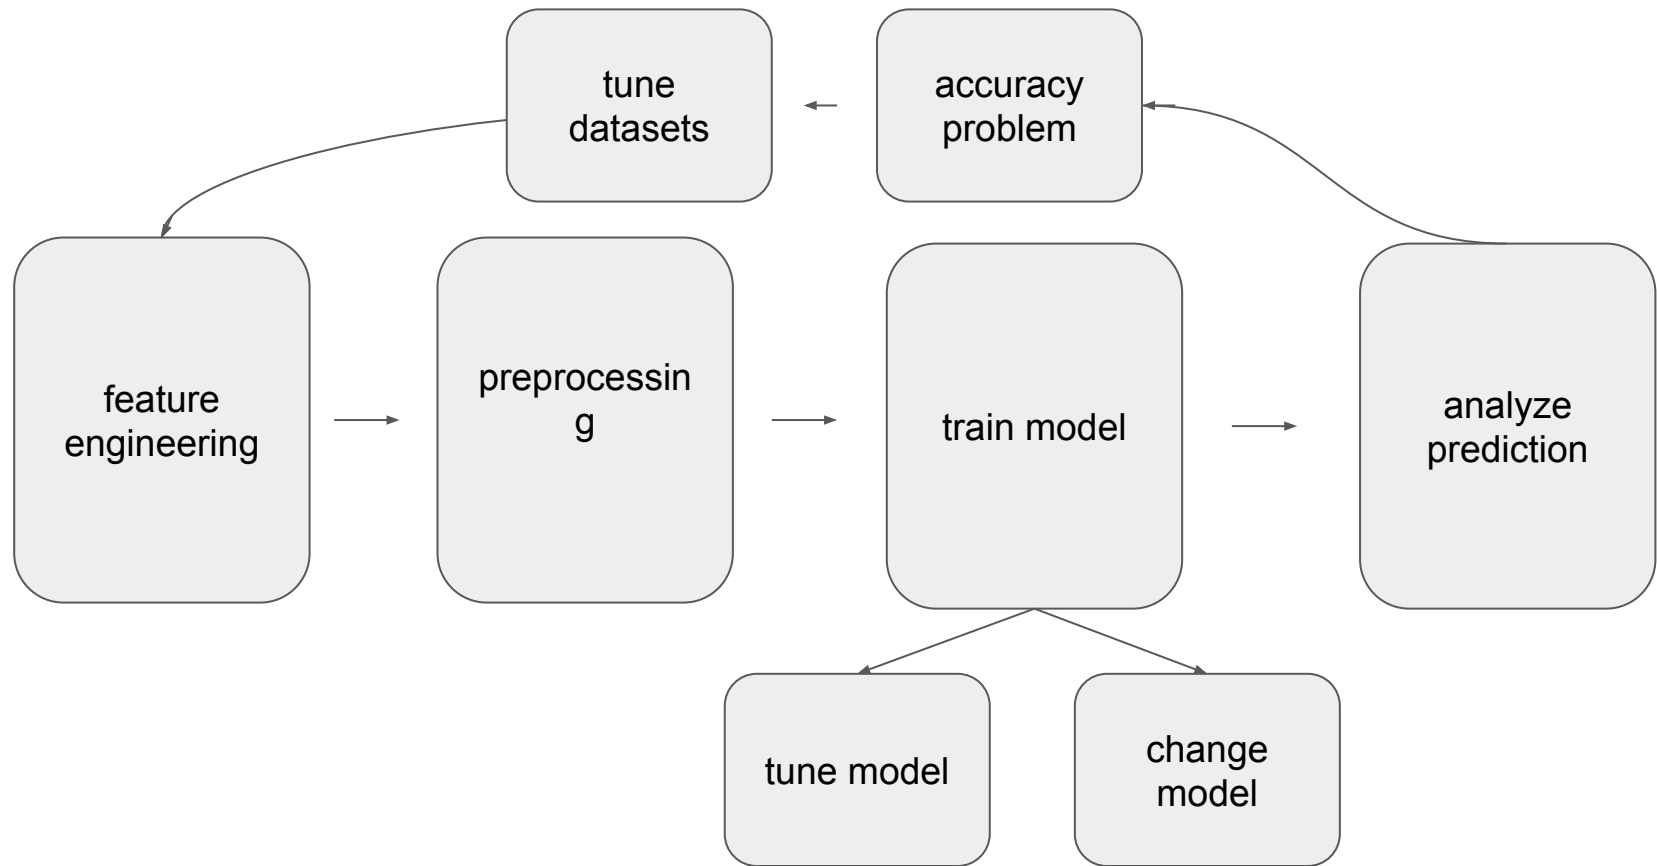 tune
datasets
accuracy
problem
feature
engineering
preprocessin
g
train model
analyze
prediction
tune model
change
model